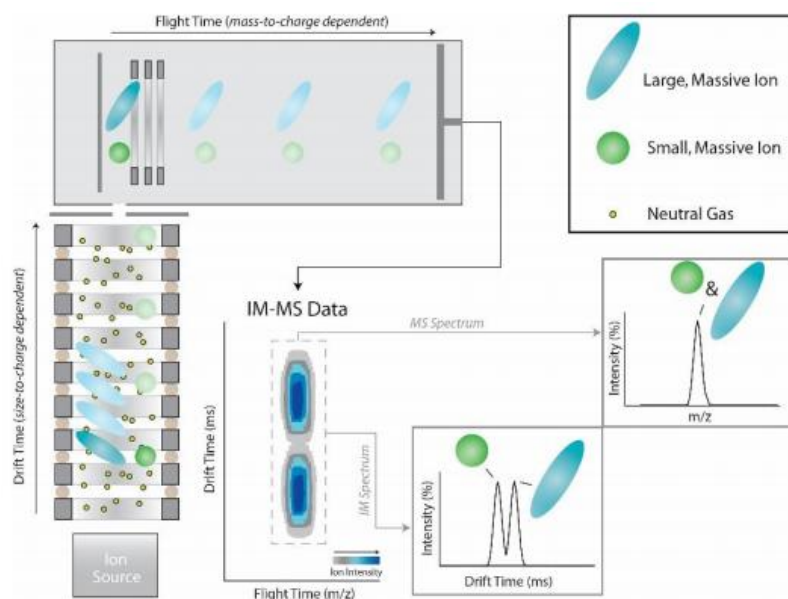 Flight Time (mass-to-charge dependent)
Large, Massive Ion
Small, Massive Ion
Neutral Gas
Drift Time (size-to-charge dependent)
Ion
Source
IM-MS Data
Drift Time (ms)
Ion Intensity
Flight Time (m/z)
MS Spectrum
IM Spectrum
&
Intensity (%)
m/z
Intensity (%)
Drift Time (ms)